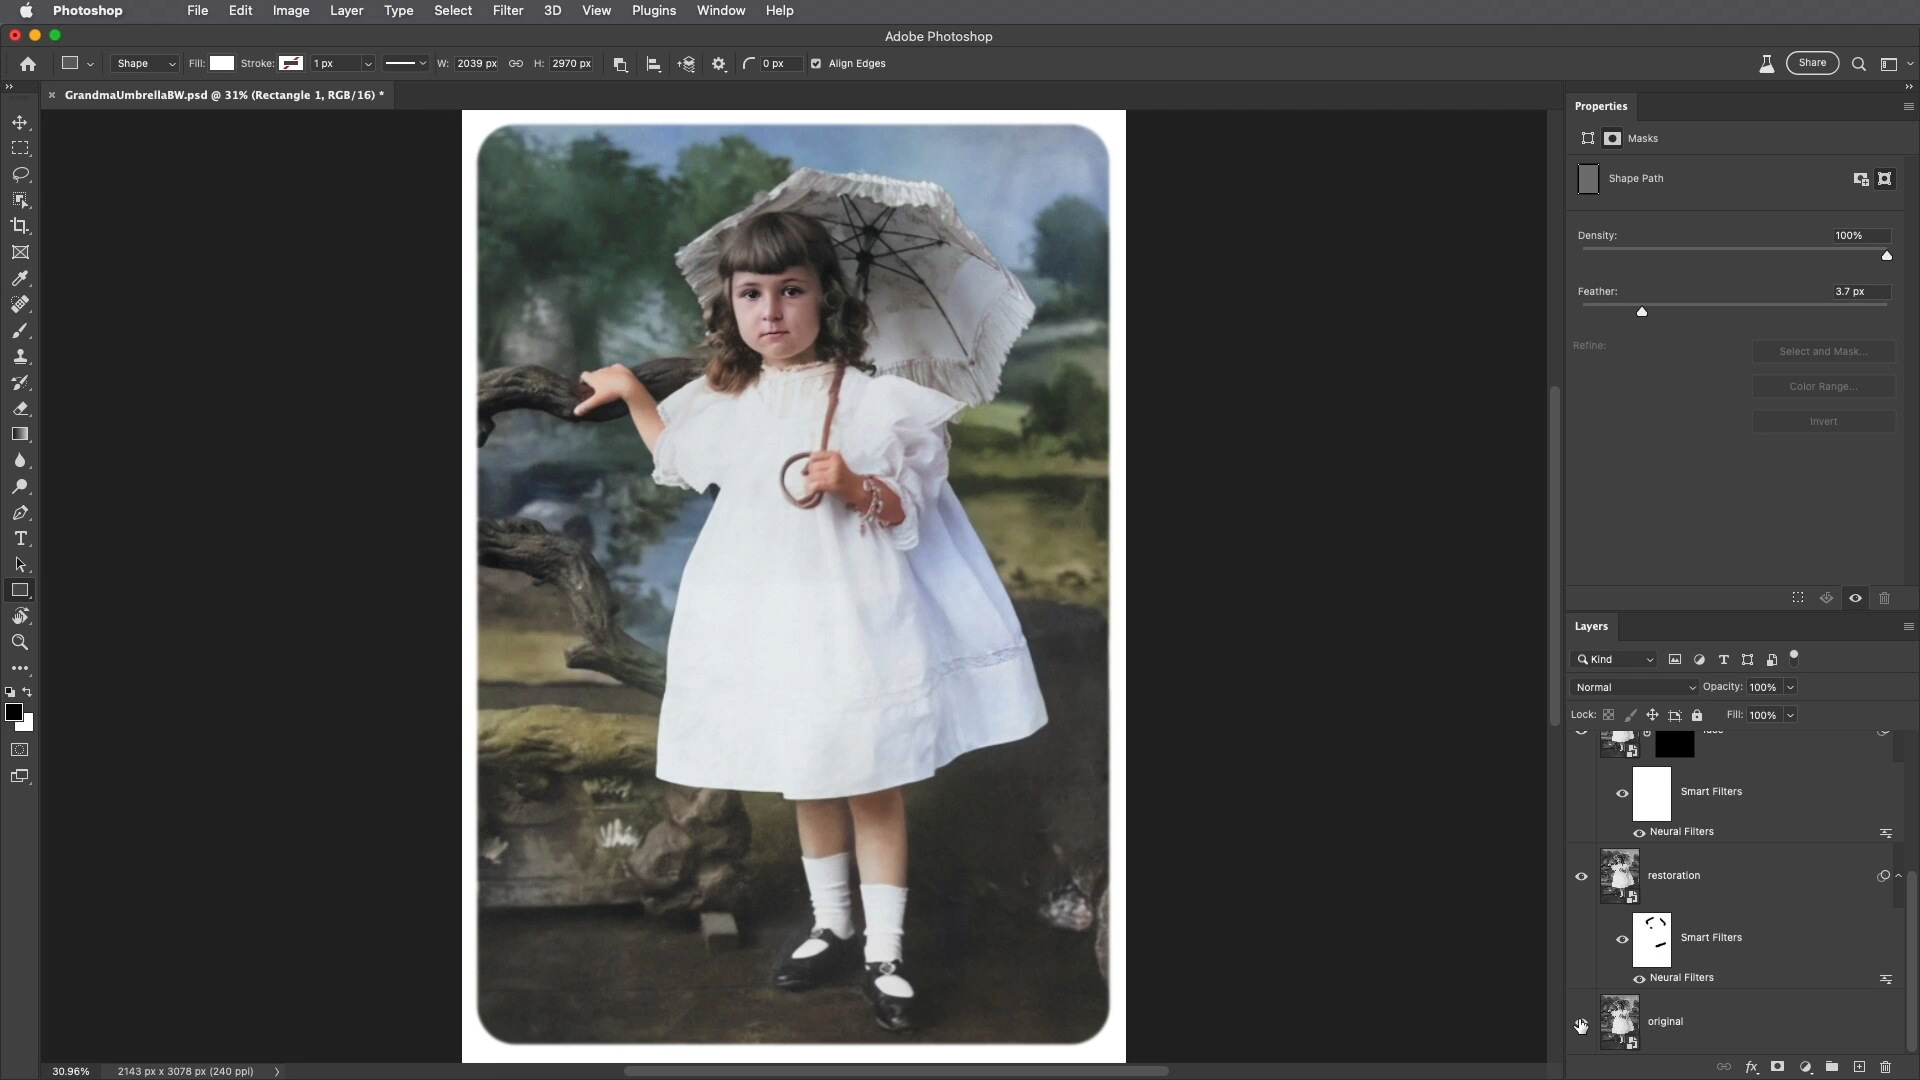 Photoshop File Edit Image Layer Type Select Filter 3D View Plugins Window Help
Adobe Photoshop
Shape Fill: Stroke: 1 px W: 2039 px H: 2970 px 0 px Align Edges Share
GrandmaUmbrellaBW.psd @ 31% (Rectangle 1, RGB/16) *
Properties
Masks
Shape Path
Density: 100%
Feather: 3.7 px
Refine: Select and Mask...
Color Range...
Invert
Layers
Kind
Normal Opacity: 100%
Lock: Fill: 100%
Smart Filters
Neural Filters
restoration
Smart Filters
Neural Filters
original
30.96% 2143 px x 3078 px (240 ppi)